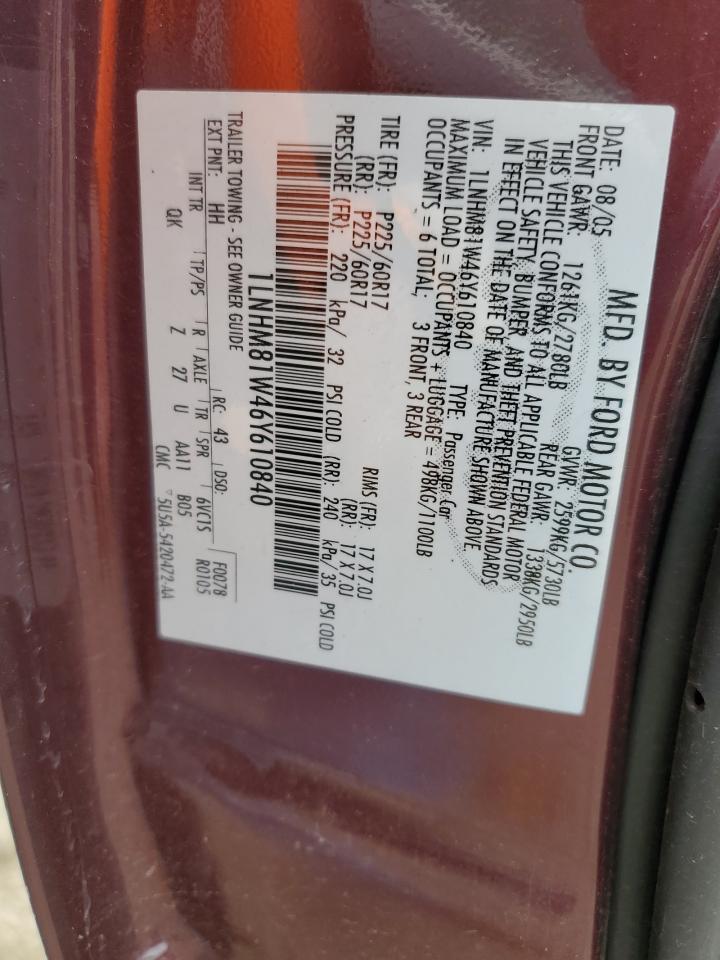 MFD. BY FORD MOTOR CO.
DATE: 08/05 GVWR: 2599KG/5730LB
FRONT GAWR: 1261KG/2780LB REAR GAWR: 1338KG/2950LB
THIS VEHICLE CONFORMS TO ALL APPLICABLE FEDERAL MOTOR
VEHICLE SAFETY, BUMPER, AND THEFT PREVENTION STANDARDS
IN EFFECT ON THE DATE OF MANUFACTURE SHOWN ABOVE
VIN: 1LNHM81W46Y610840 TYPE: Passenger Car
MAXIMUM LOAD = OCCUPANTS + LUGGAGE = 498KG/1100LB
OCCUPANTS = 6 TOTAL; 3 FRONT, 3 REAR
TIRE (FR): P225/60R17 RIMS (FR): 17 X 7.0J
(RR): P225/60R17 (RR): 17 X 7.0J
PRESSURE (FR): 220 kPa/ 32 PSI COLD (RR): 240 kPa/35 PSI COLD
1LNHM81W46Y610840
TRAILER TOWING - SEE OWNER GUIDE
EXT PNT: HH RC: 43 DSO: F0078
R0105
INT TR TP/PS R AXLE TR SPR 6VC1S
QK Z 27 U AA11 B05
CMC 5U5A-5420472-AA